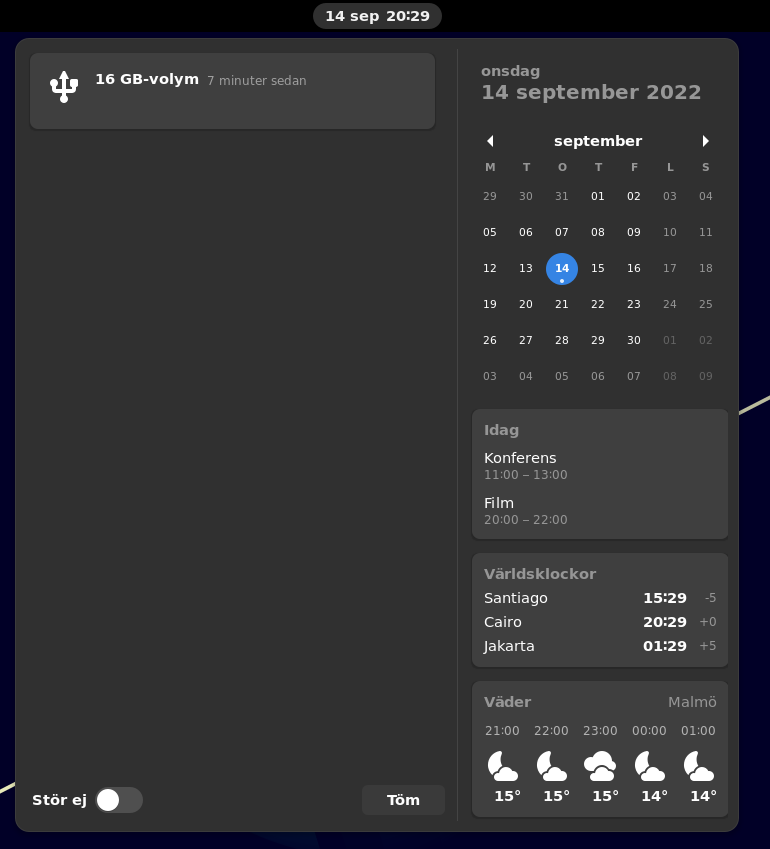 14 sep 20:29
16 GB-volym 7 minuter sedan
Stör ej
Töm
onsdag
14 september 2022
september
M T O T F L S
29 30 31 01 02 03 04
05 06 07 08 09 10 11
12 13 14 15 16 17 18
19 20 21 22 23 24 25
26 27 28 29 30 01 02
03 04 05 06 07 08 09
Idag
Konferens
11:00 – 13:00
Film
20:00 – 22:00
Världsklockor
Santiago 15:29 -5
Cairo 20:29 +0
Jakarta 01:29 +5
Väder Malmö
21:00 22:00 23:00 00:00 01:00
15° 15° 15° 14° 14°